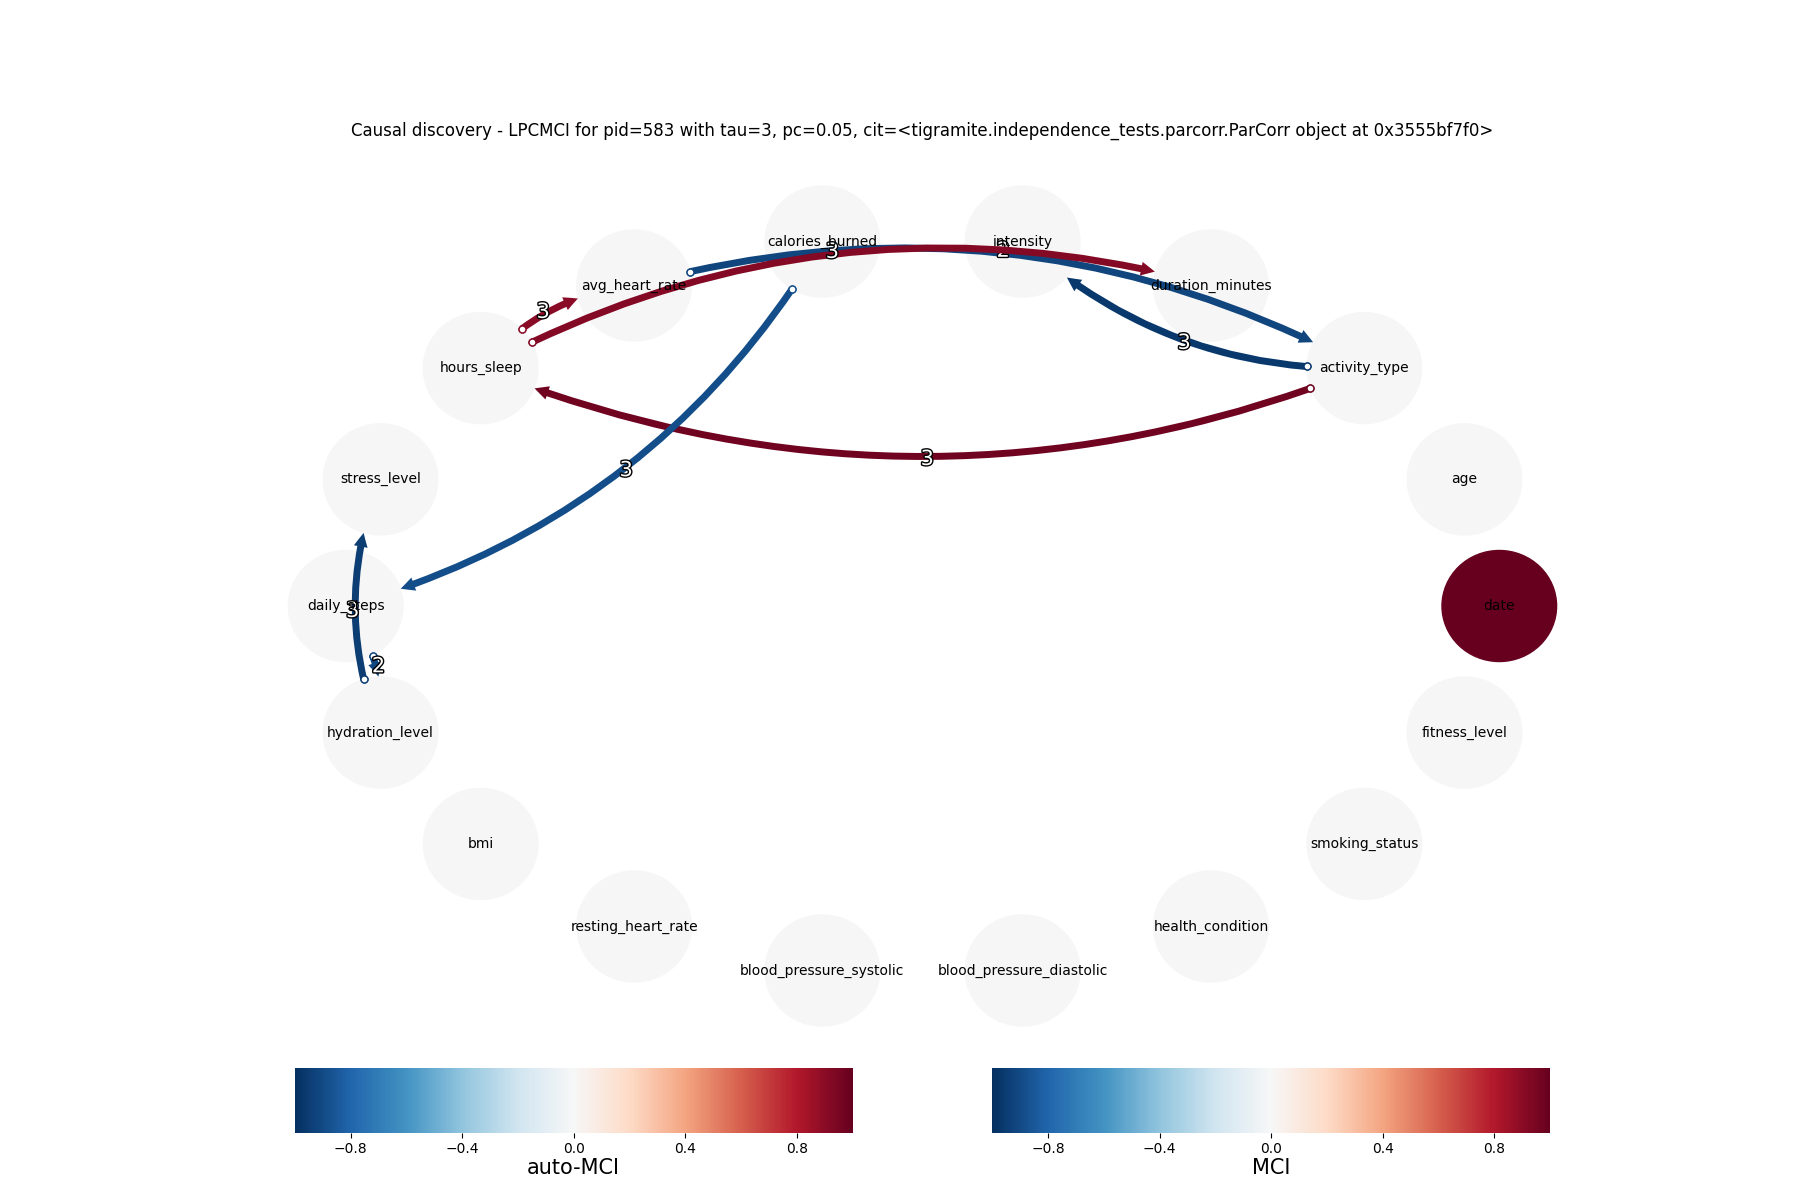 Causal discovery - LPCMCI for pid=583 with tau=3, pc=0.05, cit=<tigramite.independence_tests.parcorr.ParCorr object at 0x3555bf7f0>
calories_burned
intensity
3
2
avg_heart_rate
duration_minutes
3
3
hours_sleep
activity_type
3
3
stress_level
age
daily_steps
3
date
2
hydration_level
fitness_level
bmi
smoking_status
resting_heart_rate
health_condition
blood_pressure_systolic
blood_pressure_diastolic
−0.8 −0.4 0.0 0.4 0.8
auto-MCI
−0.8 −0.4 0.0 0.4 0.8
MCI